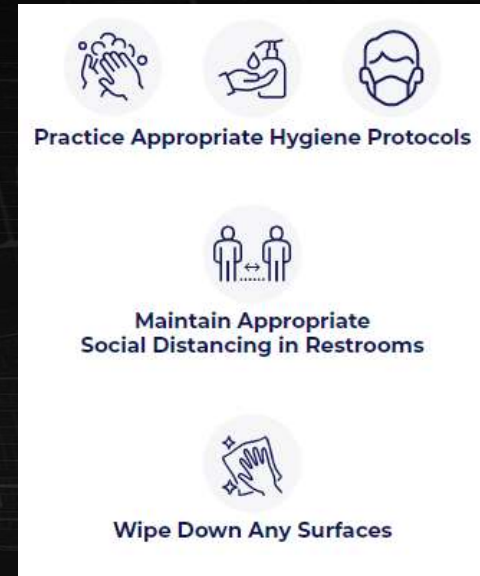 Practice Appropriate Hygiene Protocols
Maintain Appropriate
Social Distancing in Restrooms
Wipe Down Any Surfaces